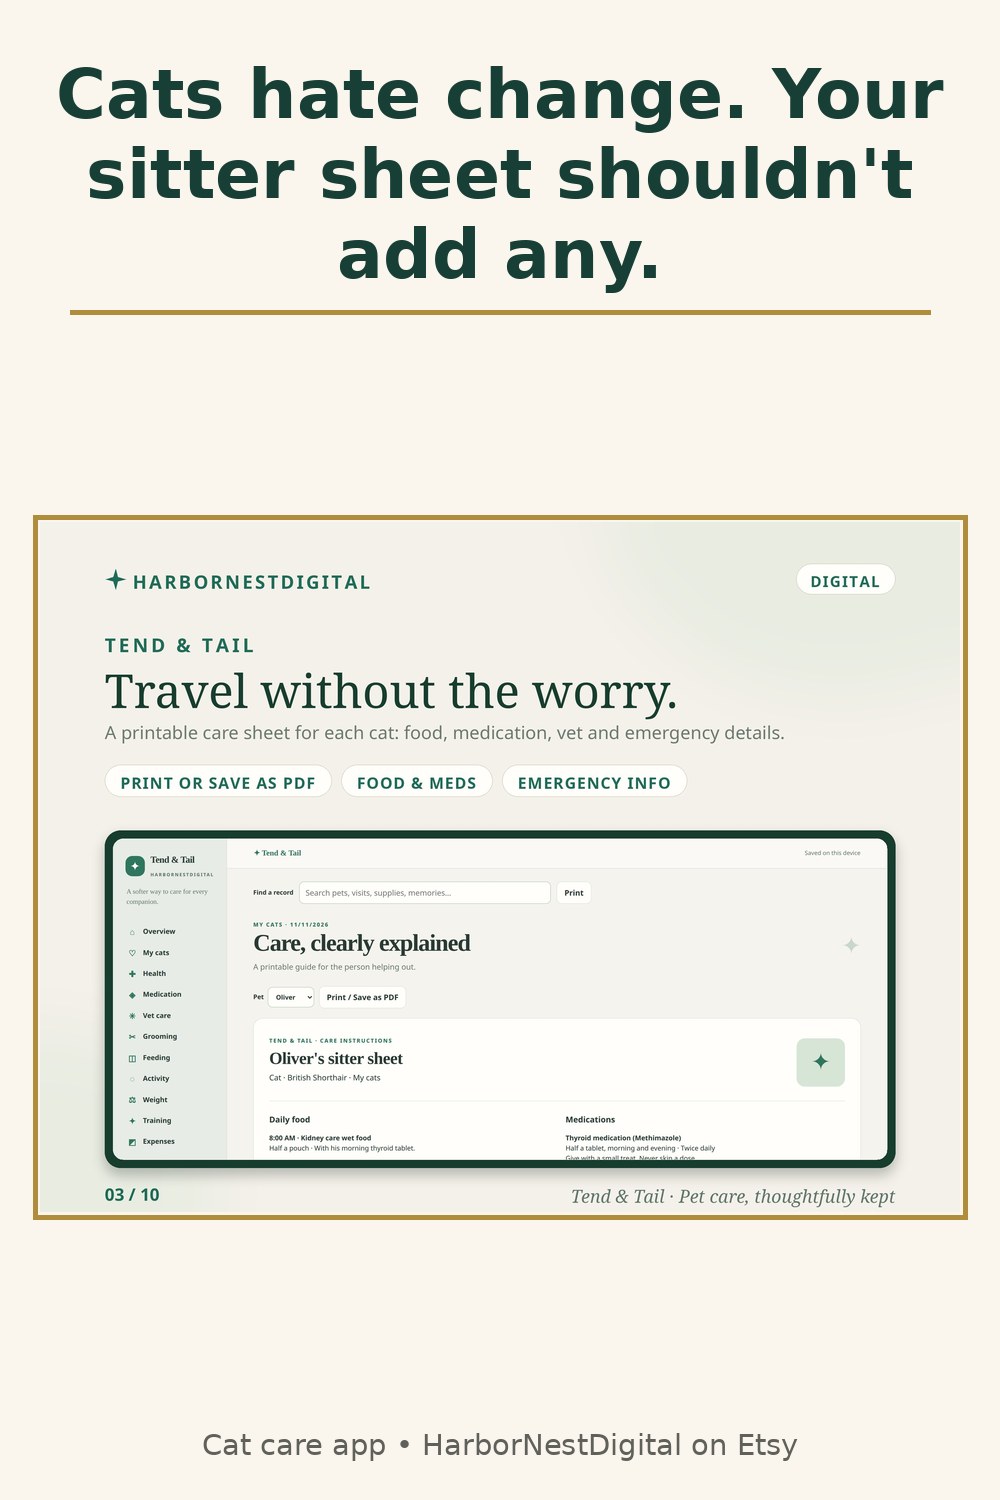 Cats hate change. Your
sitter sheet shouldn't
add any.
HARBORNESTDIGITAL
DIGITAL
TEND & TAIL
Travel without the worry.
A printable care sheet for each cat: food, medication, vet and emergency details.
PRINT OR SAVE AS PDF
FOOD & MEDS
EMERGENCY INFO
Tend & Tail
HARBORNESTDIGITAL
A softer way to care for every
companion.
Overview
My cats
Health
Medication
Vet care
Grooming
Feeding
Activity
Weight
Training
Expenses
Tend & Tail
Saved on this device
Find a record
Search pets, visits, supplies, memories...
Print
MY CATS · 11/11/2026
Care, clearly explained
A printable guide for the person helping out.
Pet
Oliver
Print / Save as PDF
TEND & TAIL · CARE INSTRUCTIONS
Oliver's sitter sheet
Cat · British Shorthair · My cats
Daily food
8:00 AM · Kidney care wet food
Half a pouch · With his morning thyroid tablet.
Medications
Thyroid medication (Methimazole)
Half a tablet, morning and evening · Twice daily
Give with a small treat. Never skip a dose.
03 / 10
Tend & Tail · Pet care, thoughtfully kept
Cat care app • HarborNestDigital on Etsy